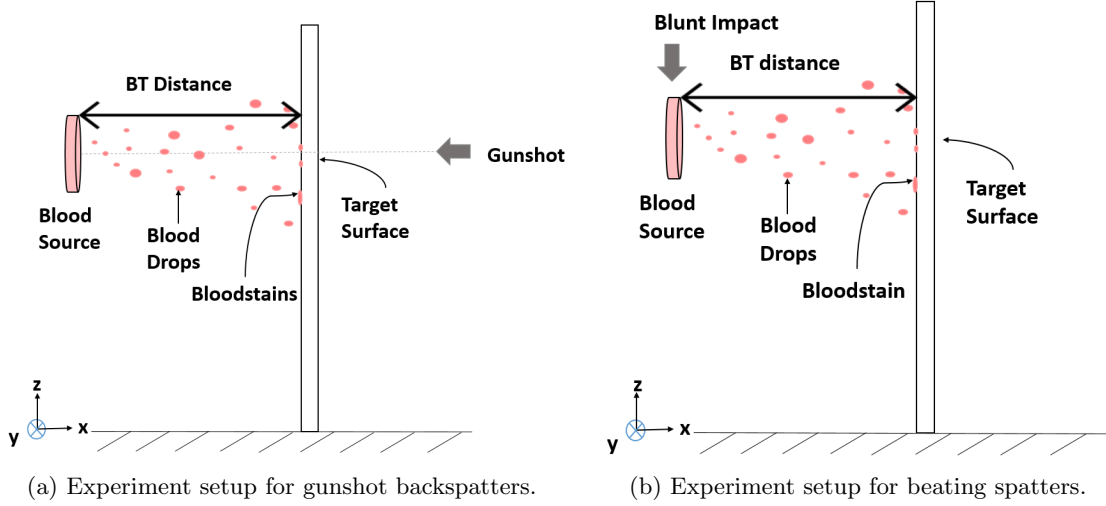 BT Distance
Gunshot
Blood
Source
Blood
Drops
Target
Surface
Bloodstains
z
y
x
(a) Experiment setup for gunshot backspatters.
Blunt Impact
BT distance
Blood
Source
Blood
Drops
Target
Surface
Bloodstain
z
y
x
(b) Experiment setup for beating spatters.